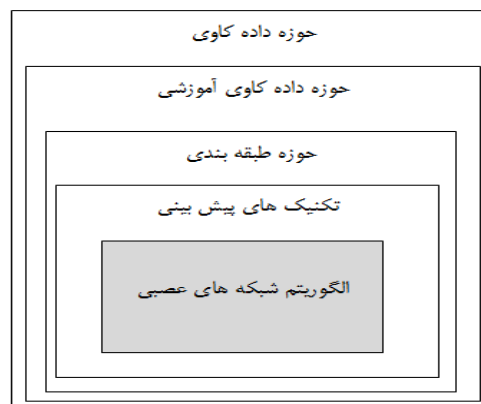 حوزه داده کاوی
حوزه داده کاوی آموزشی
حوزه طبقه بندی
تکنیک های پیش بینی
الگوریتم شبکه های عصبی